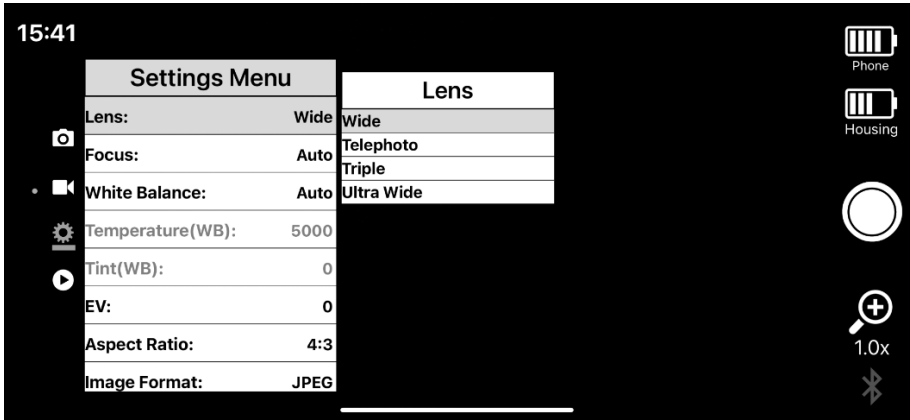 15:41
Settings Menu
Lens: Wide
Focus: Auto
White Balance: Auto
Temperature(WB): 5000
Tint(WB): 0
EV: 0
Aspect Ratio: 4:3
Image Format: JPEG
Lens
Wide
Telephoto
Triple
Ultra Wide
Phone
Housing
1.0x